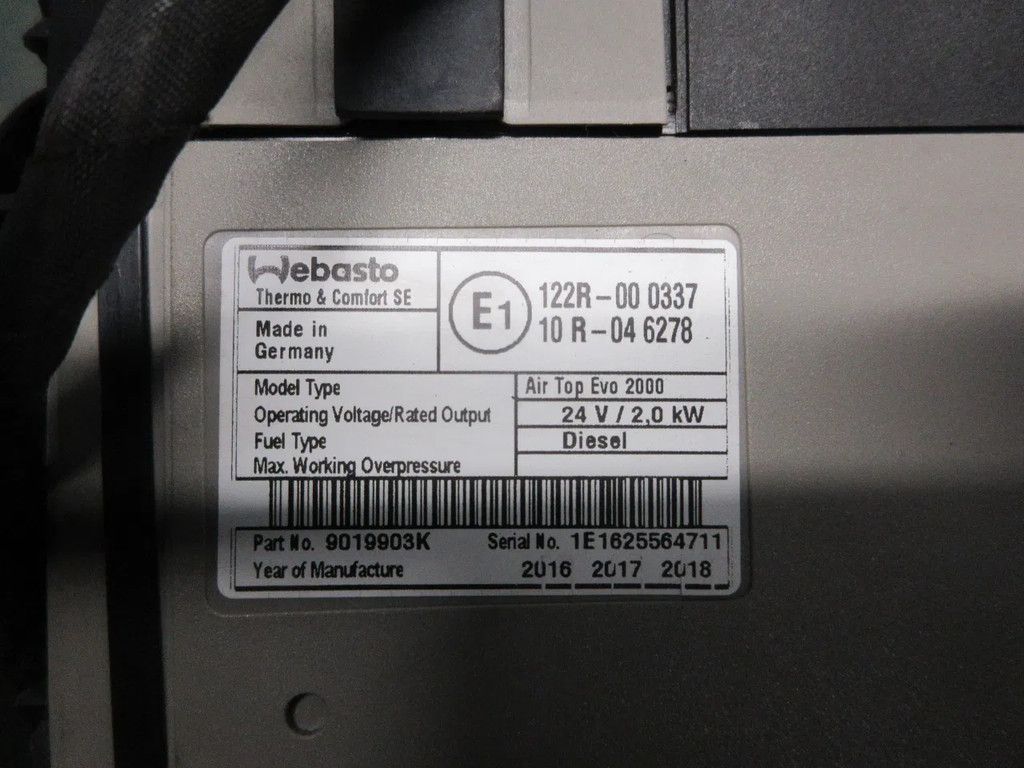 Webasto
Thermo & Comfort SE
Made in
Germany
E1
122R-00 0337
10 R-04 6278
Model Type Air Top Evo 2000
Operating Voltage/Rated Output 24 V / 2,0 kW
Fuel Type Diesel
Max. Working Overpressure
Part No. 9019903K Serial No. 1E1625564711
Year of Manufacture 2016 2017 2018